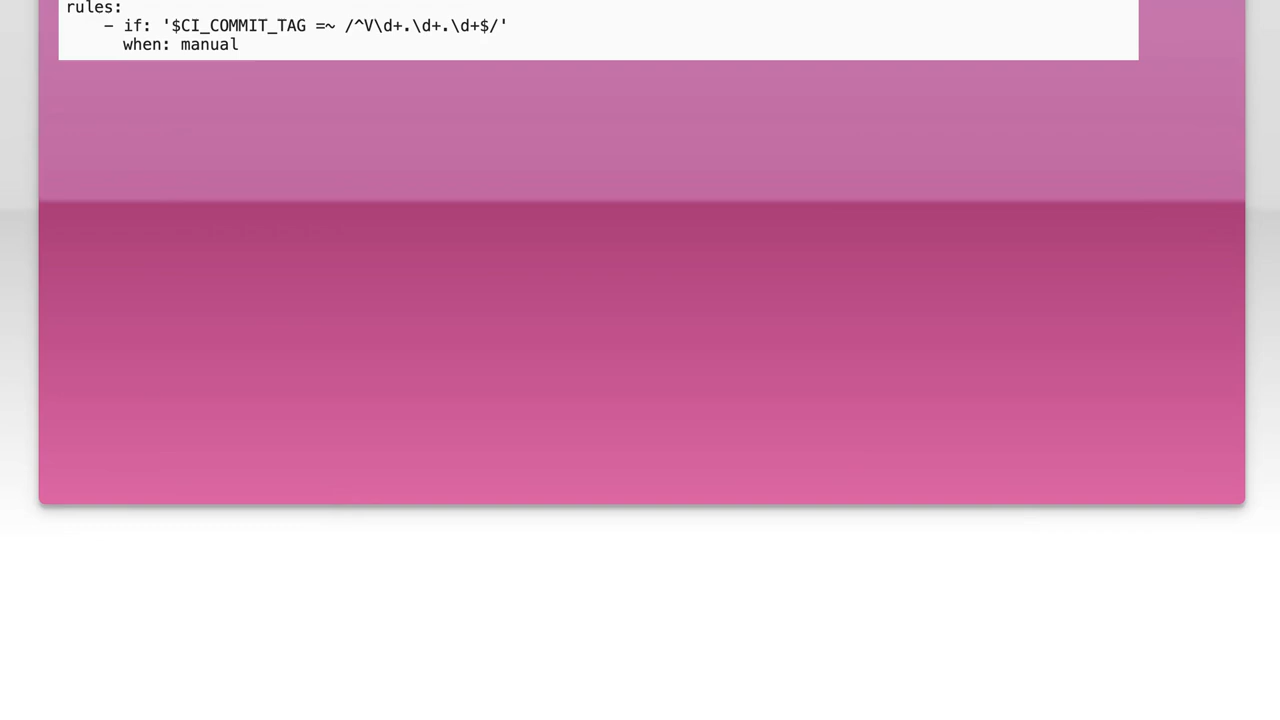 rules:
- if: '$CI_COMMIT_TAG =~ /^V\d+.\d+.\d+$/'
when: manual